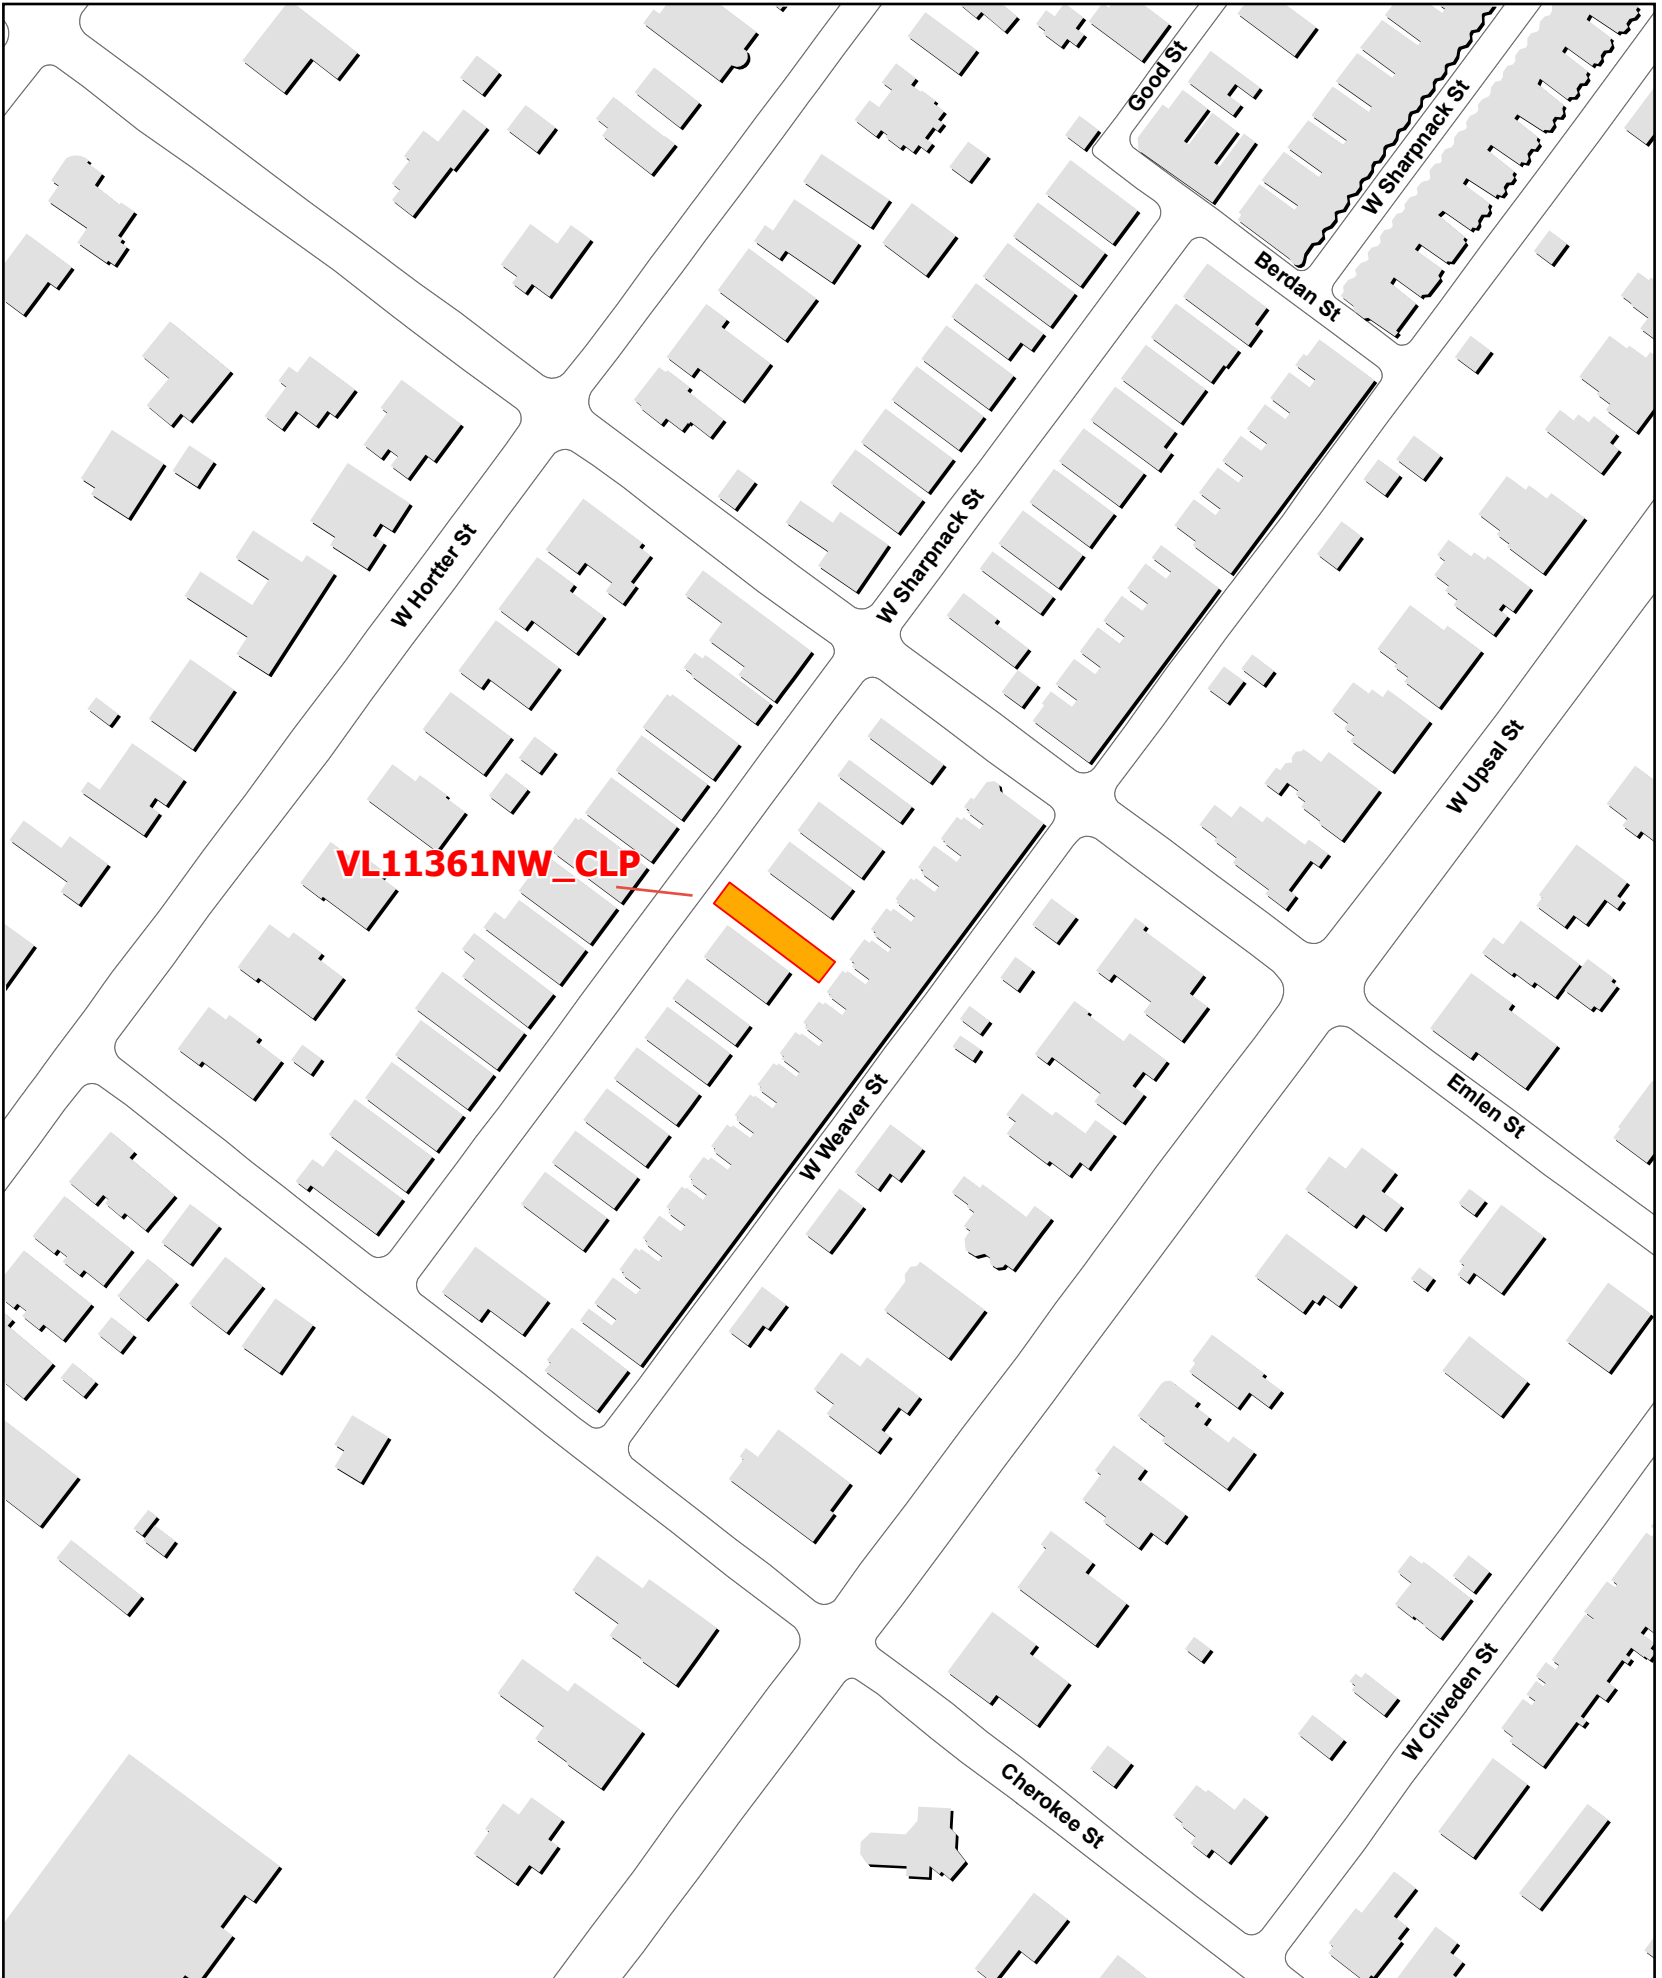 Good St
W Sharpnack St
Berdan St
W Sharpnack St
W Hortter St
W Upsal St
VL11361NW_CLP
W Weaver St
Emlen St
W Cliveden St
Cherokee St